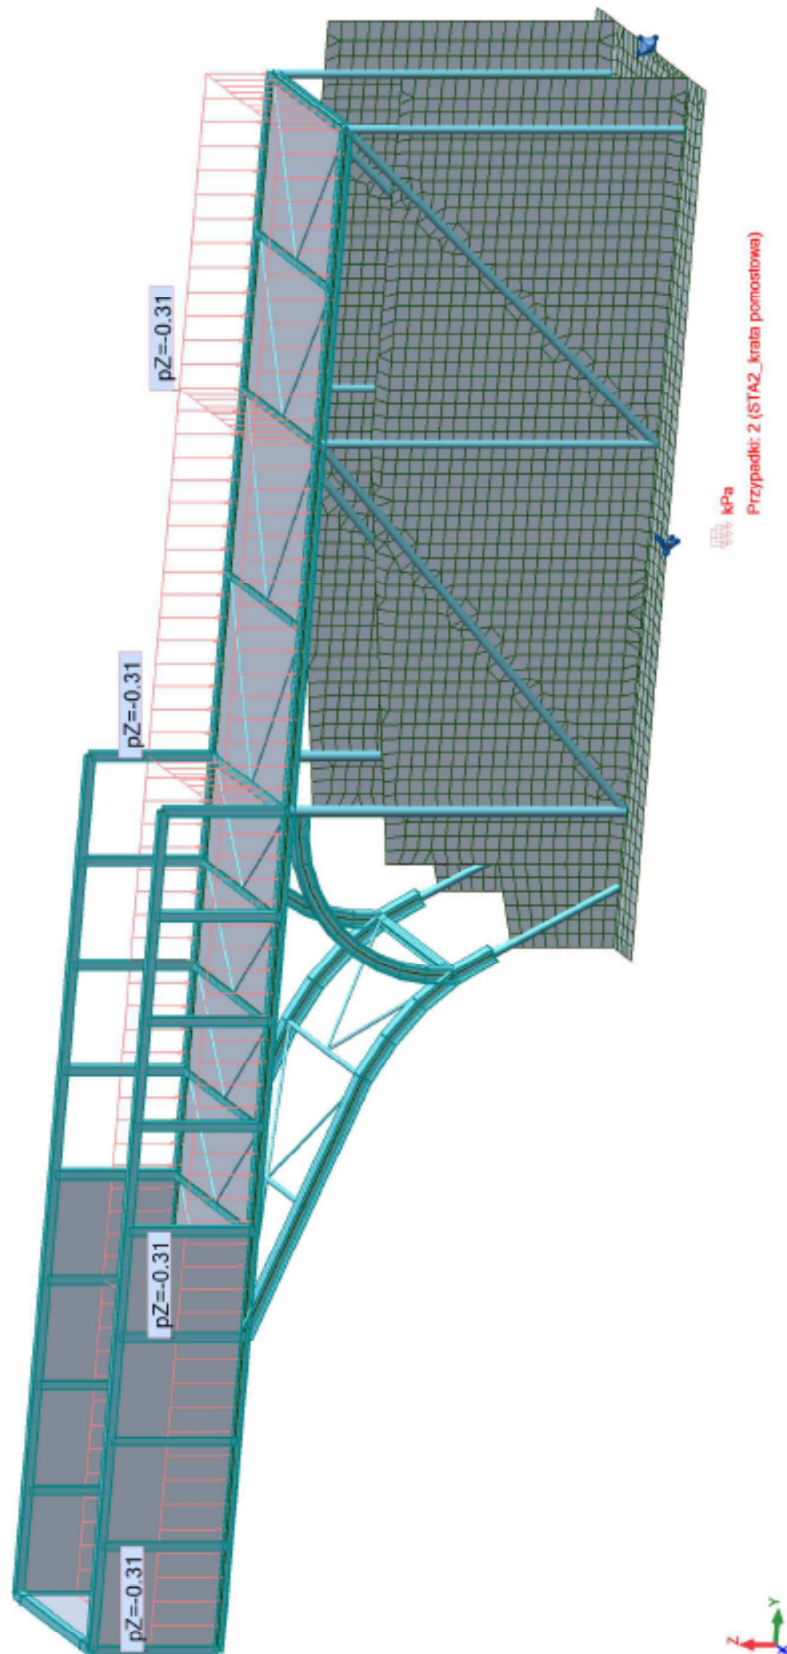 pZ=-0.31
pZ=-0.31
pZ=-0.31
pZ=-0.31
kPa
Przypadki: 2 (STA2_krata pomostowa)
Z
Y
X